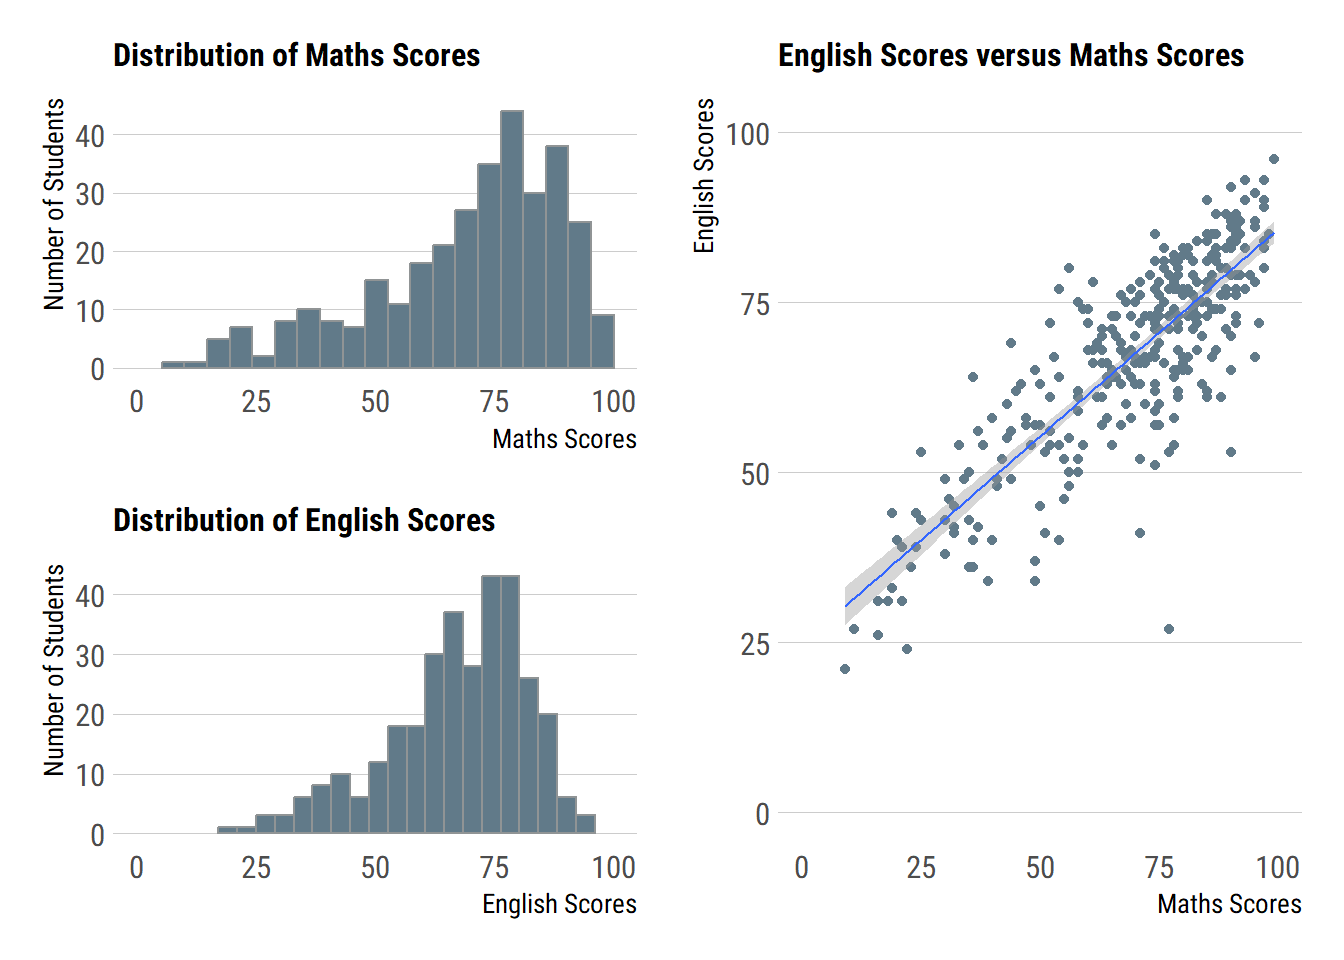 Distribution of Maths Scores
Number of Students
40
30
20
10
0
0 25 50 75 100
Maths Scores
Distribution of English Scores
Number of Students
40
30
20
10
0
0 25 50 75 100
English Scores
English Scores versus Maths Scores
English Scores
100
75
50
25
0
0 25 50 75 100
Maths Scores